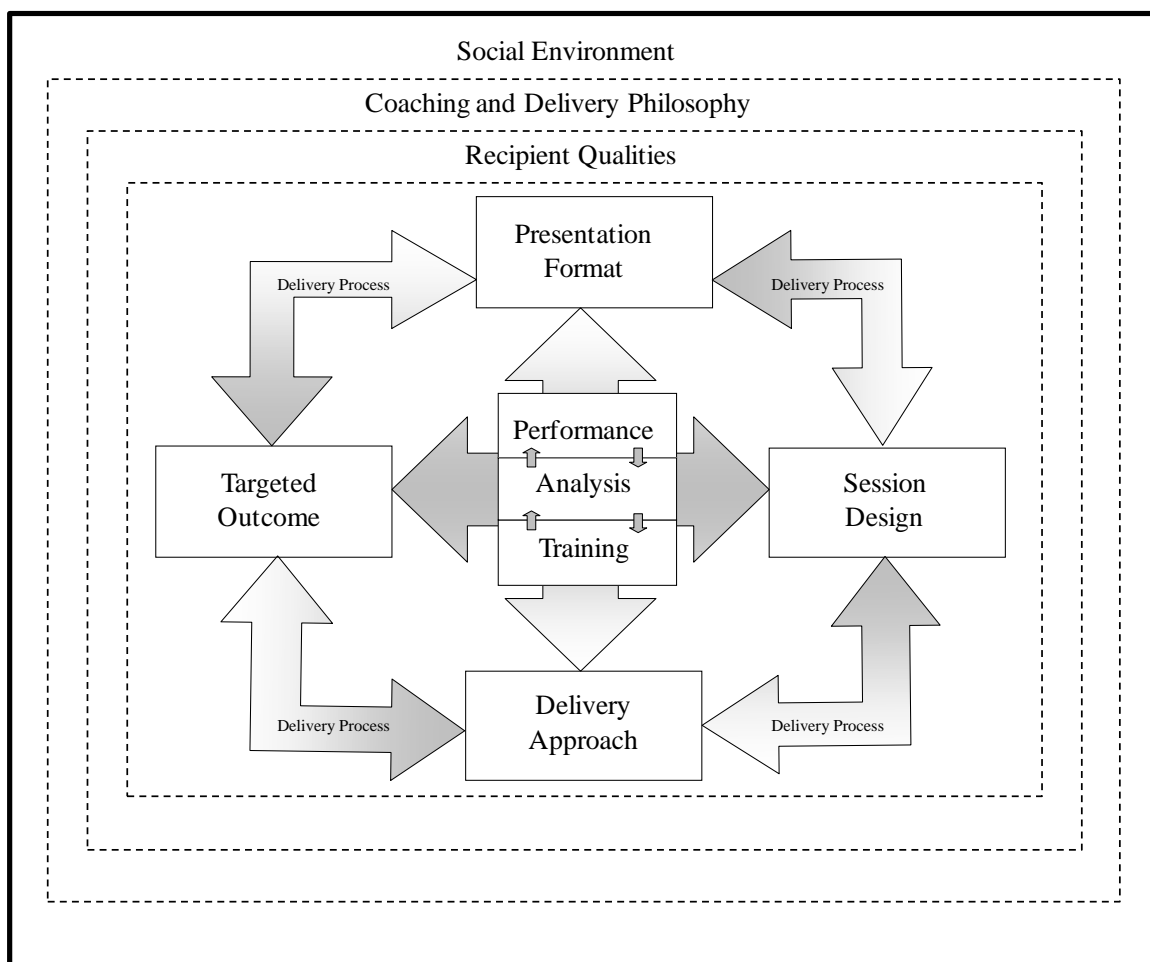 Social Environment
Coaching and Delivery Philosophy
Recipient Qualities
Presentation
Format
Delivery Process
Delivery Process
Performance
Analysis
Training
Targeted
Outcome
Session
Design
Delivery Process
Delivery Process
Delivery
Approach